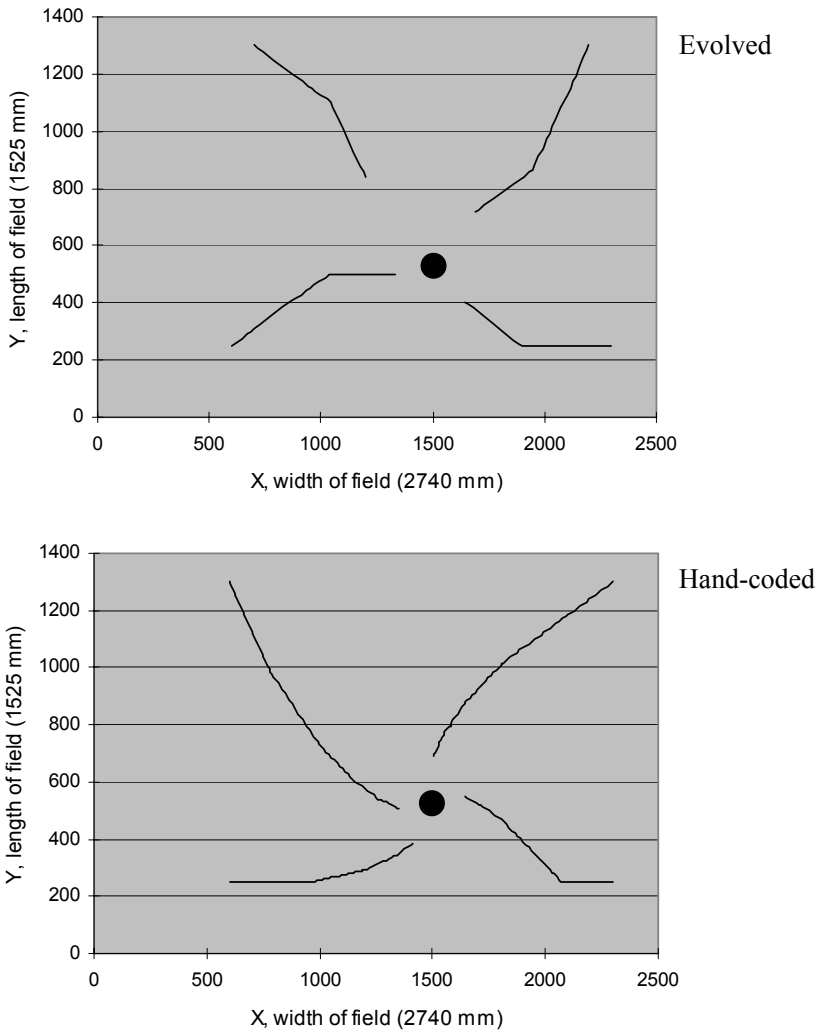 Evolved
1400
1200
1000
800
600
400
200
0
Y, length of field (1525 mm)
0 500 1000 1500 2000 2500
X, width of field (2740 mm)
Hand-coded
1400
1200
1000
800
600
400
200
0
Y, length of field (1525 mm)
0 500 1000 1500 2000 2500
X, width of field (2740 mm)